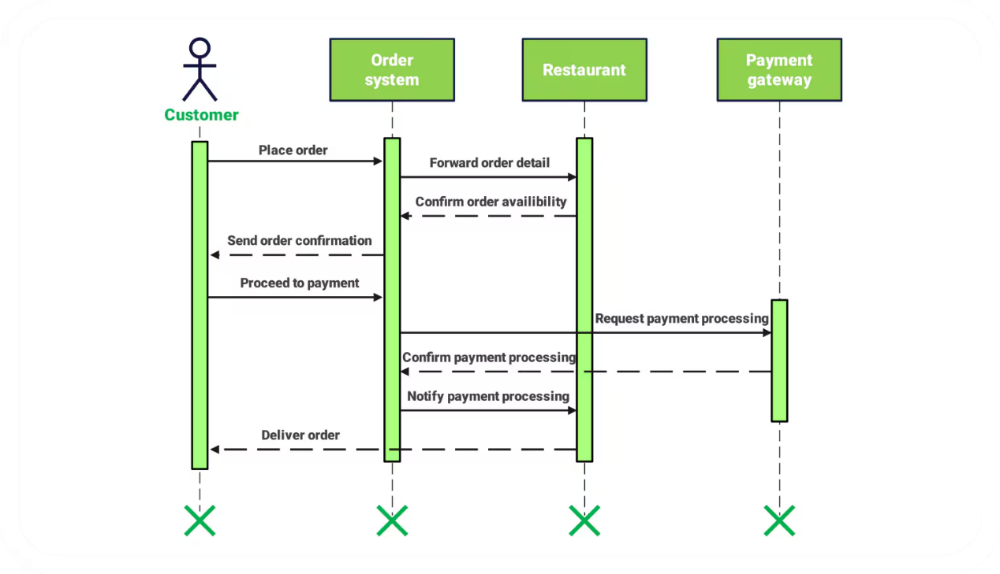 Order
system
Restaurant
Payment
gateway
Customer
Place order
Forward order detail
Confirm order availibility
Send order confirmation
Proceed to payment
Request payment processing
Confirm payment processing
Notify payment processing
Deliver order